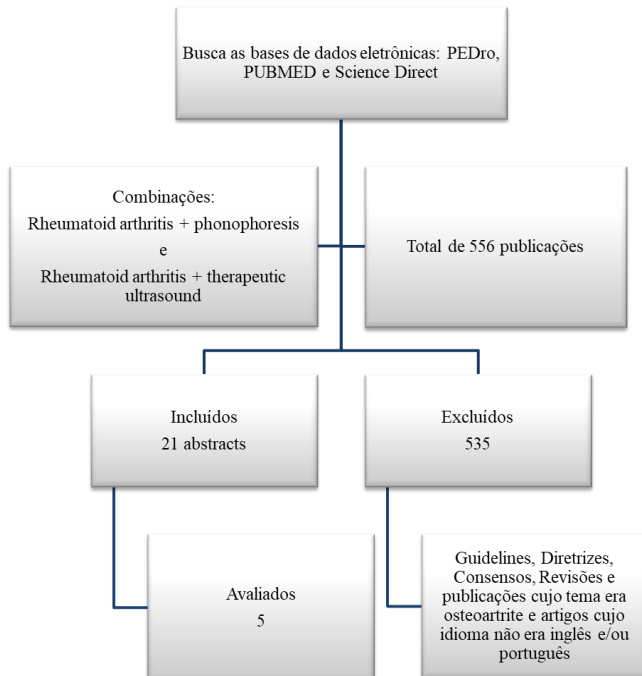 Busca as bases de dados eletrônicas: PEDro,
PUBMED e Science Direct
Combinações:
Rheumatoid arthritis + phonophoresis
e
Rheumatoid arthritis + therapeutic
ultrasound
Total de 556 publicações
Incluídos
21 abstracts
Excluídos
535
Avaliados
5
Guidelines, Diretrizes,
Consensos, Revisões e
publicações cujo tema era
osteoartrite e artigos cujo
idioma não era inglês e/ou
português